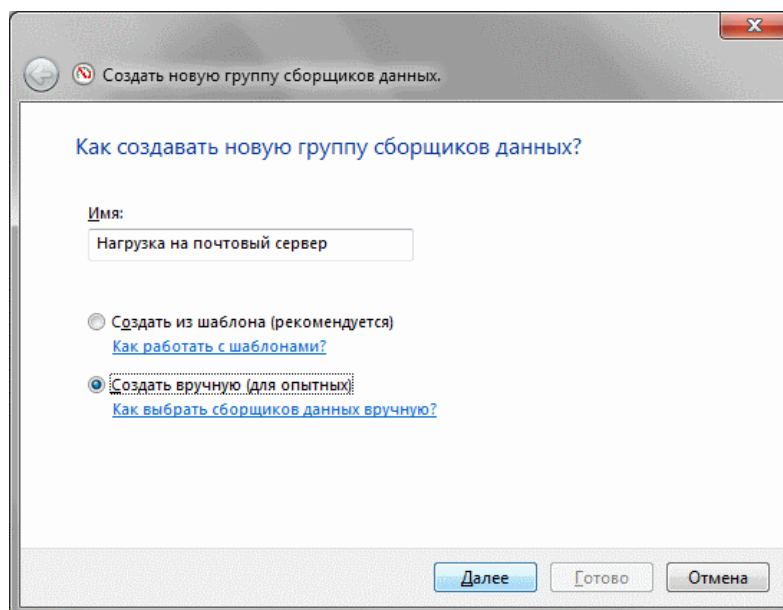 Создать новую группу сборщиков данных.
Как создавать новую группу сборщиков данных?
Имя:
Нагрузка на почтовый сервер
Создать из шаблона (рекомендуется)
Как работать с шаблонами?
Создать вручную (для опытных)
Как выбрать сборщиков данных вручную?
Далее Готово Отмена